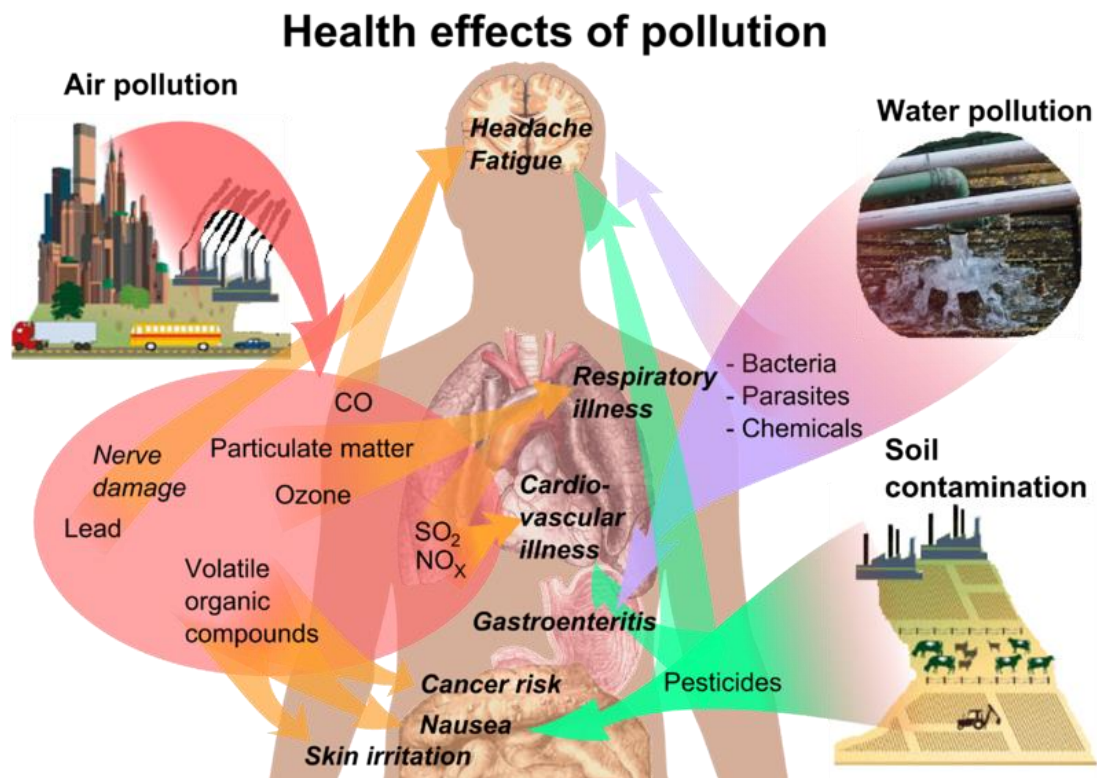 Health effects of pollution
Air pollution
Water pollution
Headache
Fatigue
CO
Particulate matter
Ozone
Nerve
damage
Lead
SO₂
NOₓ
Volatile
organic
compounds
Respiratory
illness
- Bacteria
- Parasites
- Chemicals
Soil
contamination
Cardio-
vascular
illness
Gastroenteritis
Pesticides
Cancer risk
Nausea
Skin irritation